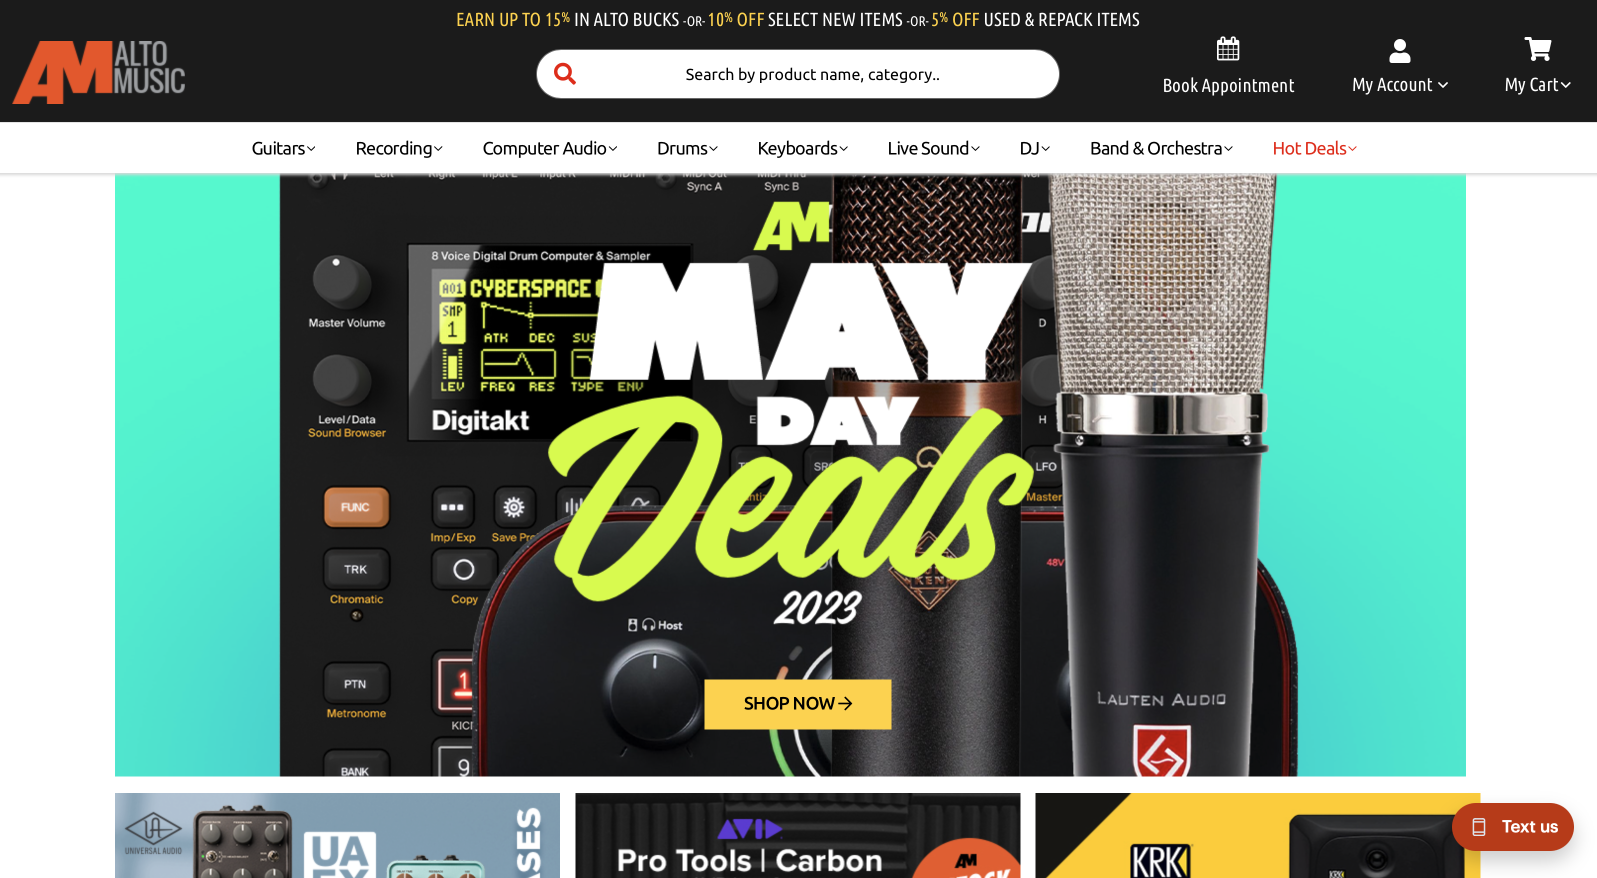 EARN UP TO 15% IN ALTO BUCKS -OR- 10% OFF SELECT NEW ITEMS -OR- 5% OFF USED & REPACK ITEMS
AM ALTO MUSIC
Search by product name, category..
Book Appointment
My Account
My Cart
Guitars
Recording
Computer Audio
Drums
Keyboards
Live Sound
DJ
Band & Orchestra
Hot Deals
Sync A
Sync B
AM
8 Voice Digital Drum Computer & Sampler
A01 CYBERSPACE
SMP
1
ATK DEC SUS
LEV FREQ RES TYPE ENV
Digitakt
Master Volume
Level/Data
Sound Browser
D
H
MAY
DAY
Deals
2023
FUNC
Imp/Exp
LFO
Master
TRK
Chromatic
Copy
48V
Host
PTN
Metronome
1
9
BANK
SHOP NOW
LAUTEN AUDIO
UNIVERSAL AUDIO
UA
AVID
Pro Tools | Carbon
AM
KRK
KRK
Text us